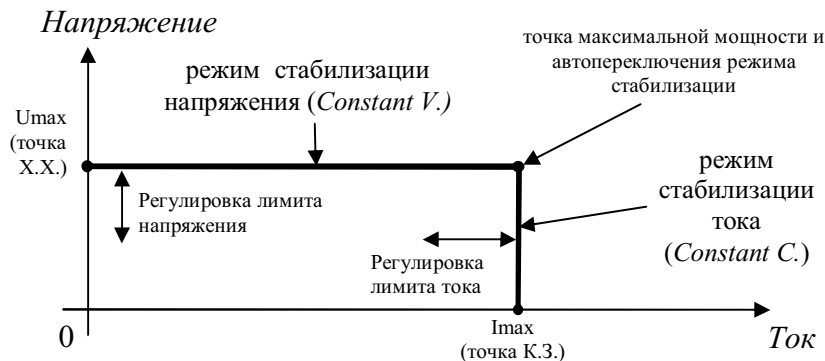 Напряжение
точка максимальной мощности и
автопереключения режима
стабилизации
режим стабилизации
напряжения (Constant V.)
Umax
(точка
Х.Х.)
режим
стабилизации
тока
(Constant C.)
Регулировка лимита
напряжения
Регулировка
лимита тока
0
Imax
(точка К.З.)
Ток